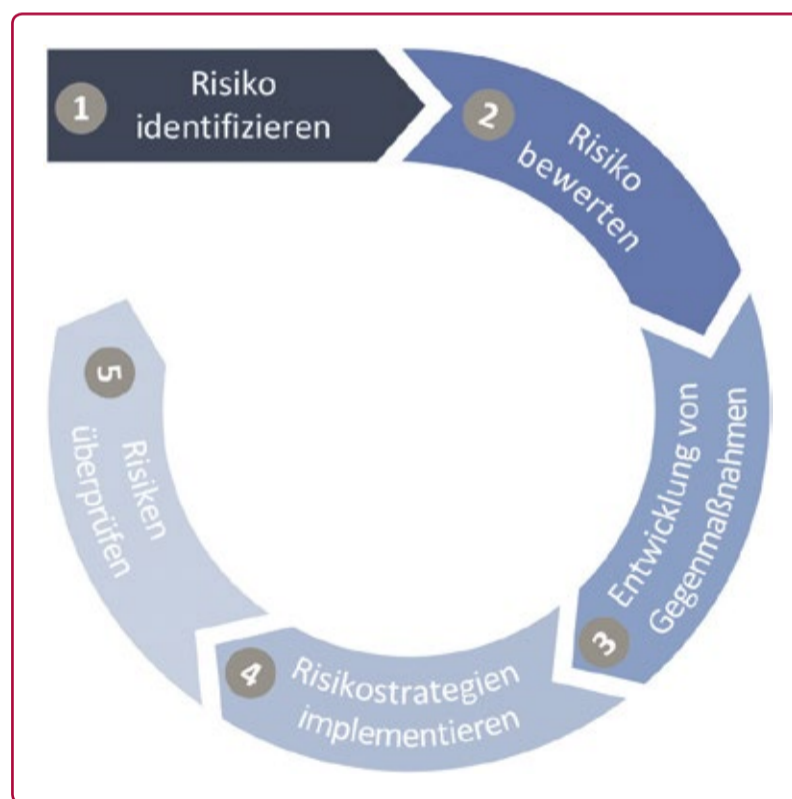 1
Risiko
identifizieren
2
Risiko
bewerten
3
Entwicklung von
Gegenmaßnahmen
4
Risikostrategien
implementieren
5
Risiken
überprüfen